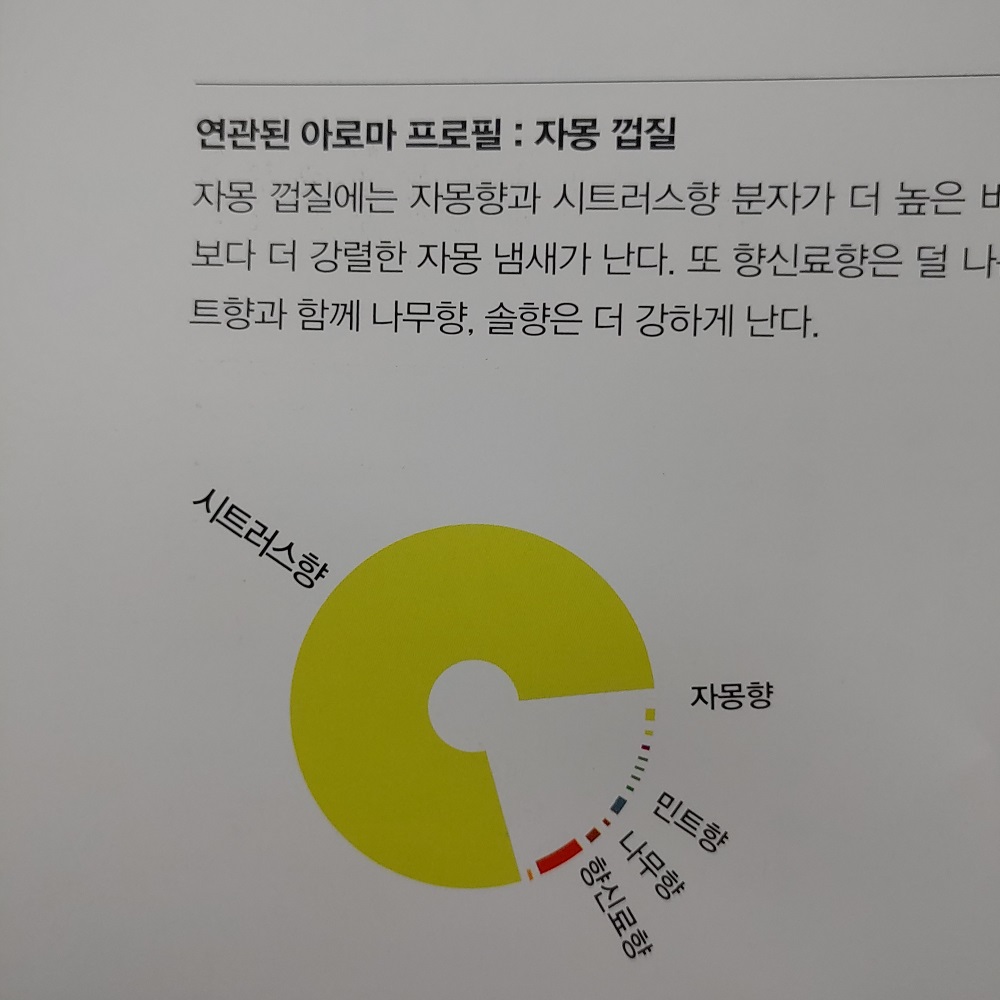 연관된 아로마 프로필 : 자몽 껍질
자몽 껍질에는 자몽향과 시트러스향 분자가 더 높은
보다 더 강렬한 자몽 냄새가 난다. 또 향신료향은 덜
트향과 함께 나무향, 솔향은 더 강하게 난다.
시트러스향
자몽향
민트향
나무향
향신료향